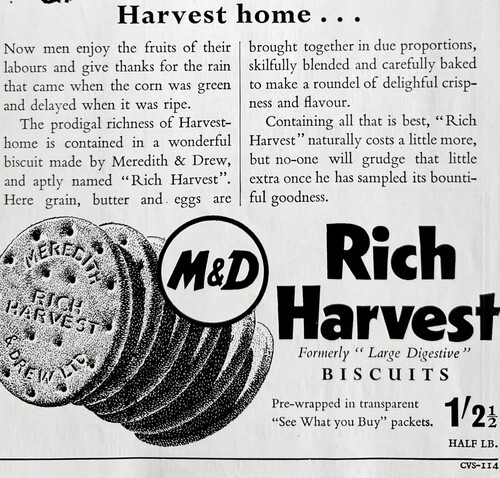 Harvest home . . .
Now men enjoy the fruits of their
labours and give thanks for the rain
that came when the corn was green
and delayed when it was ripe.
The prodigal richness of Harvest-
home is contained in a wonderful
biscuit made by Meredith & Drew,
and aptly named "Rich Harvest".
Here grain, butter and eggs are
brought together in due proportions,
skilfully blended and carefully baked
to make a roundel of delighful crisp-
ness and flavour.
Containing all that is best, "Rich
Harvest" naturally costs a little more,
but no-one will grudge that little
extra once he has sampled its bounti-
ful goodness.
MEREDITH
RICH
HARVEST
& DREW LTD
M&D
Rich
Harvest
Formerly "Large Digestive"
BISCUITS
Pre-wrapped in transparent
"See What you Buy" packets.
1/2½
HALF LB.
CVS-114